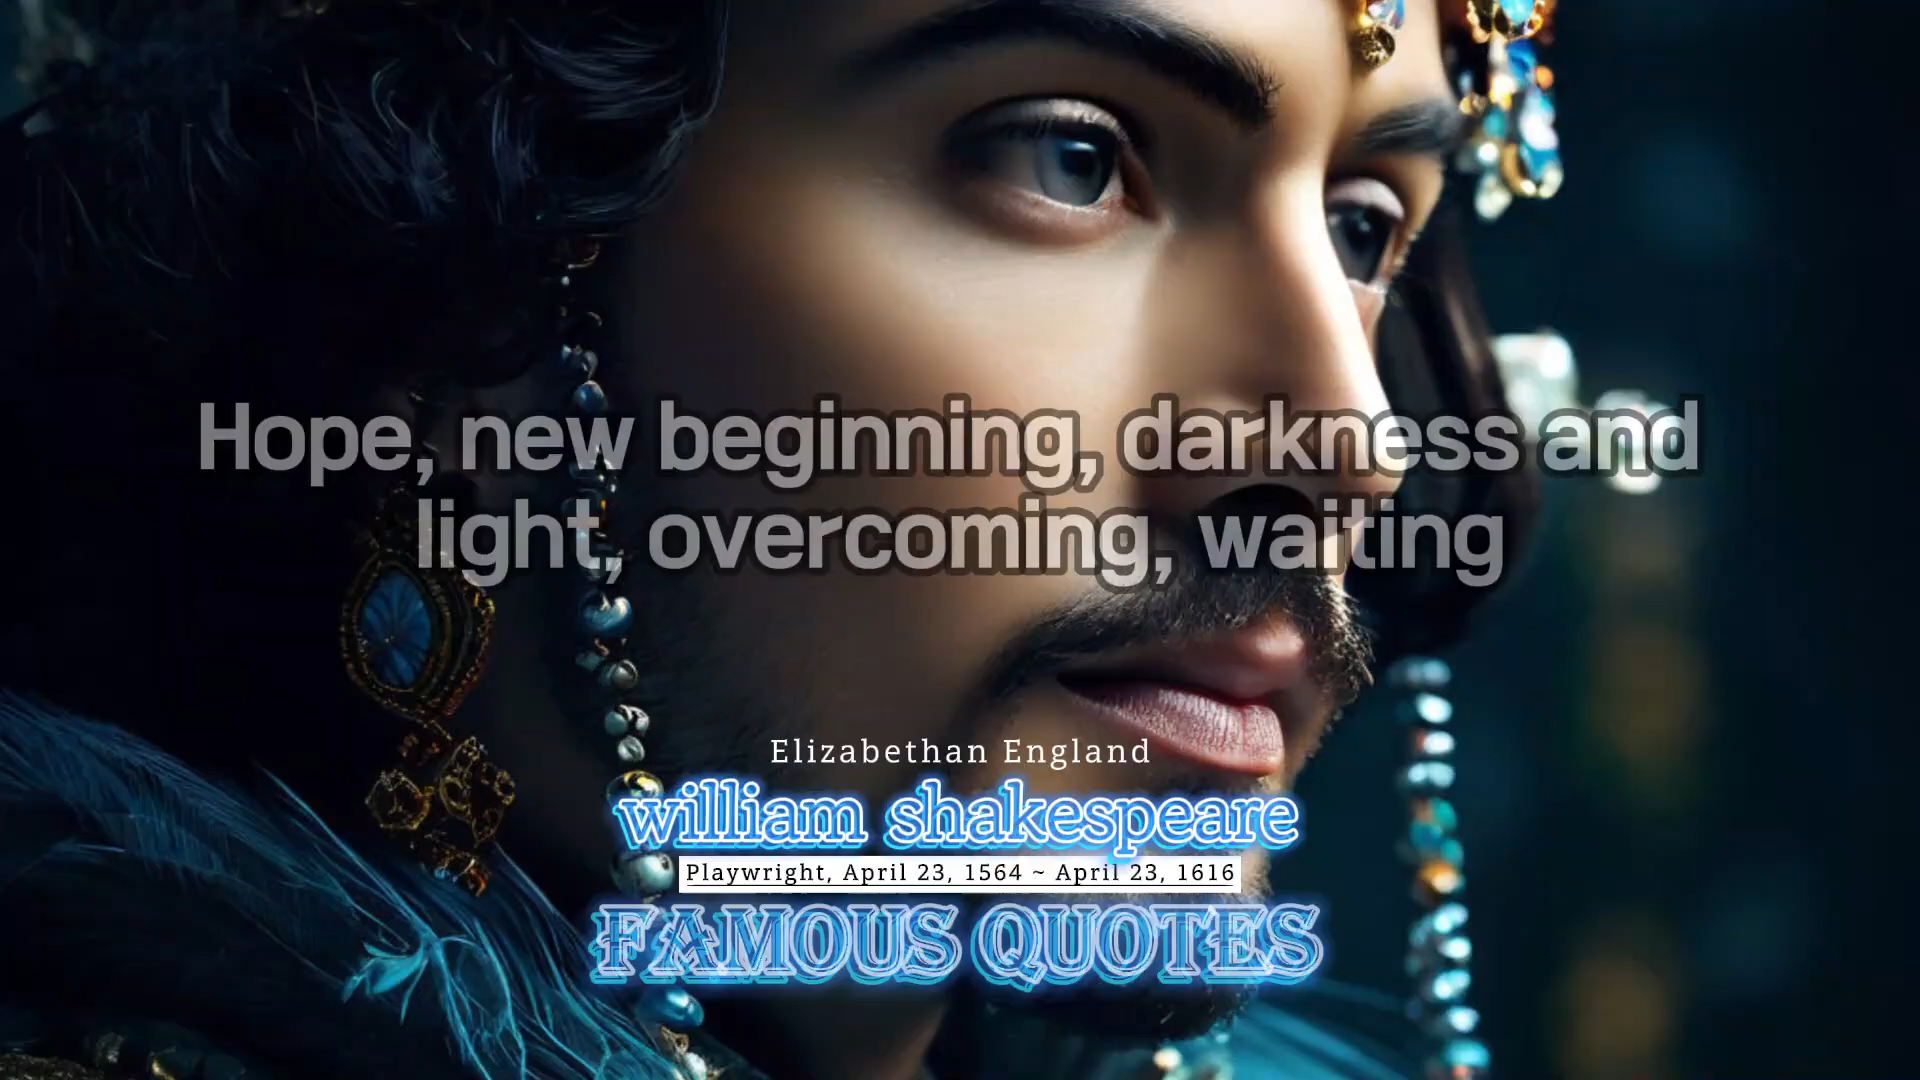 Hope, new beginning, darkness and
light, overcoming, waiting
Elizabethan England
william shakespeare
Playwright, April 23, 1564 ~ April 23, 1616
FAMOUS QUOTES